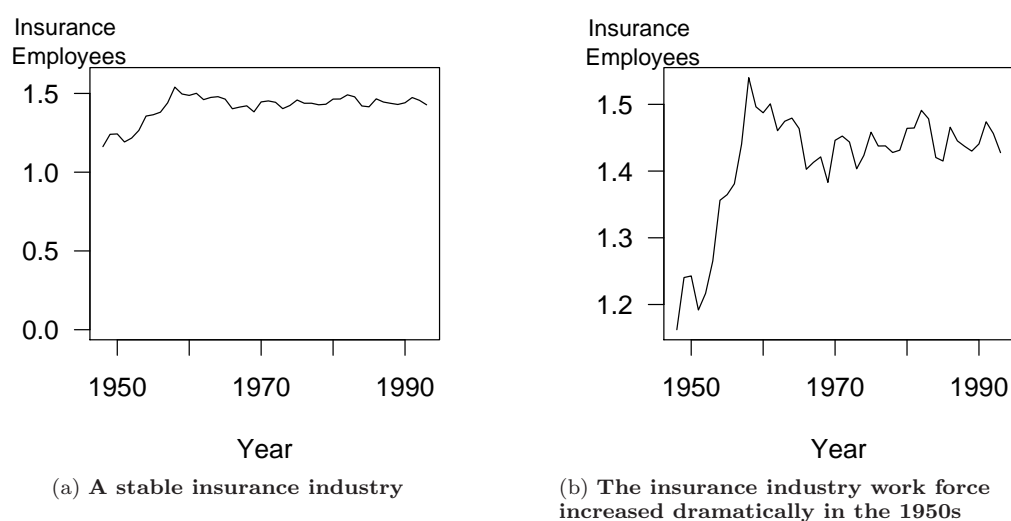 Insurance
Employees
1.5
1.0
0.5
0.0
1950 1970 1990
Year
(a) A stable insurance industry
Insurance
Employees
1.5
1.4
1.3
1.2
1950 1970 1990
Year
(b) The insurance industry work force
increased dramatically in the 1950s